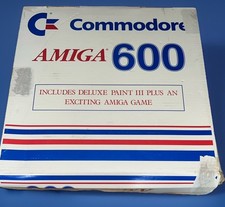 Commodore
AMIGA 600
INCLUDES DELUXE PAINT III PLUS AN
EXCITING AMIGA GAME